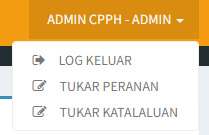 ADMIN CPPH - ADMIN
LOG KELUAR
TUKAR PERANAN
TUKAR KATALALUAN